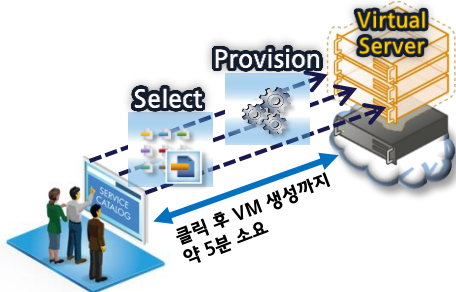 Virtual
Server
Provision
Select
SERVICE
CATALOG
클릭 후 VM 생성까지
약 5분 소요